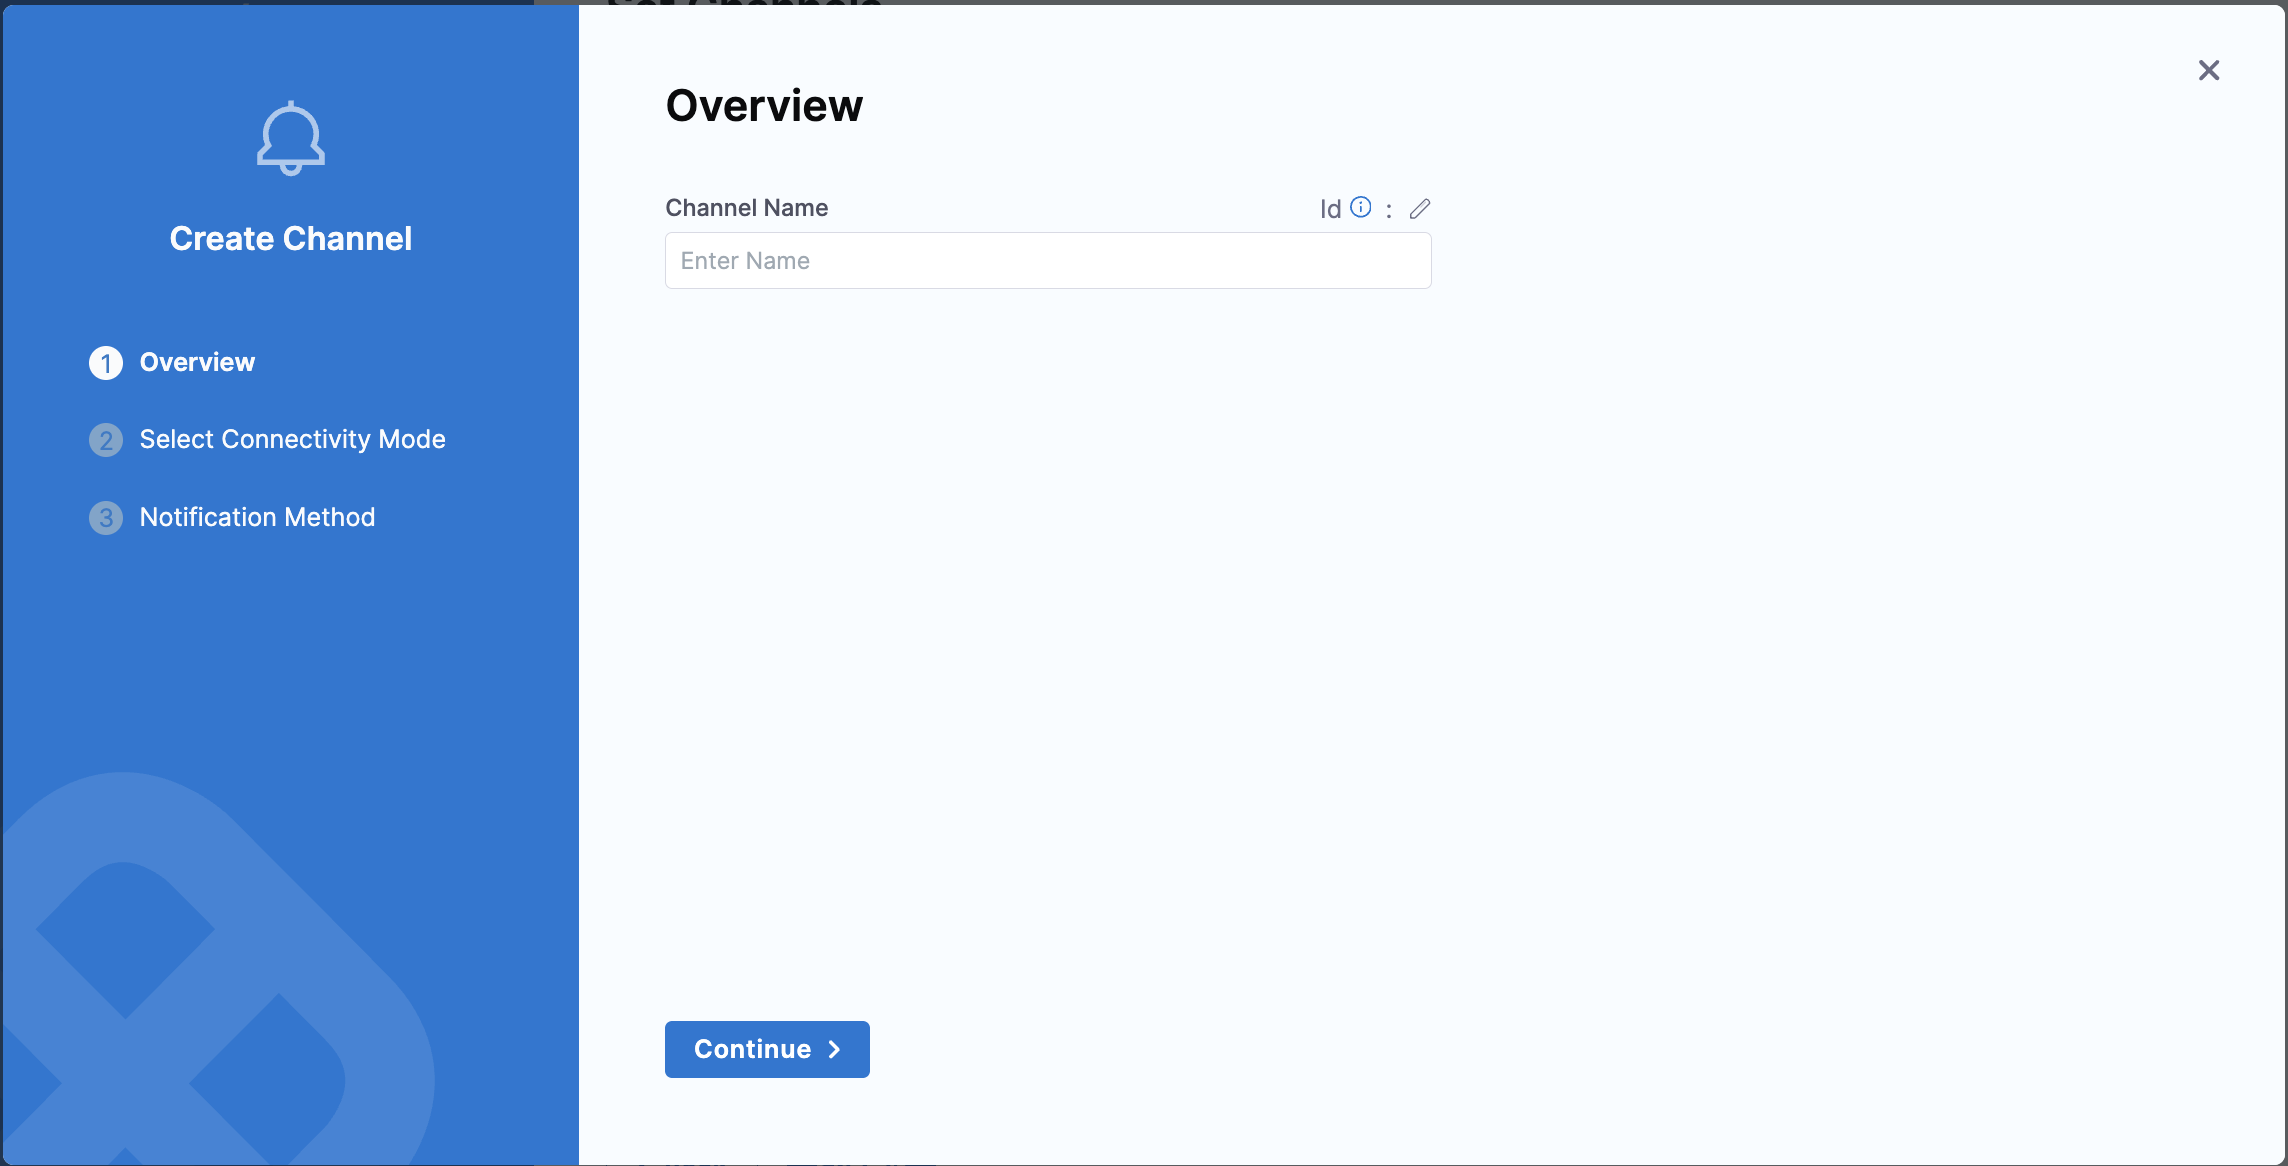 Create Channel
1 Overview
2 Select Connectivity Mode
3 Notification Method
Overview
Channel Name
Id :
Enter Name
Continue